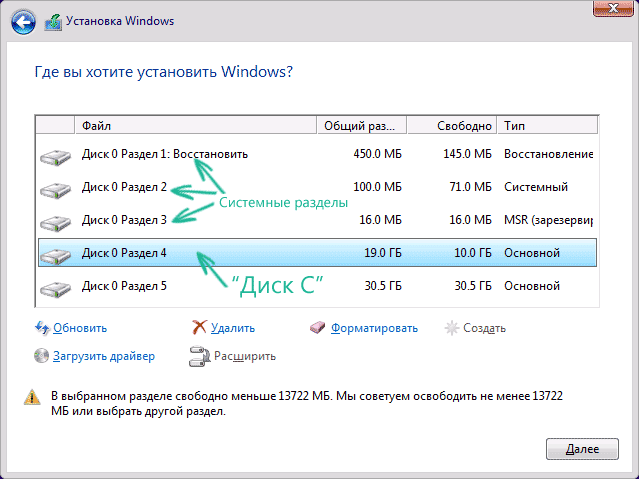 Установка Windows
Где вы хотите установить Windows?
Файл Общий раз... Свободно Тип
Диск 0 Раздел 1: Восстановить 450.0 МБ 145.0 МБ Восстановление
Диск 0 Раздел 2 100.0 МБ 71.0 МБ Системный
Системные разделы
Диск 0 Раздел 3 16.0 МБ 16.0 МБ MSR (зарезервир
Диск 0 Раздел 4 19.0 ГБ 10.0 ГБ Основной
"Диск C"
Диск 0 Раздел 5 30.5 ГБ 30.5 ГБ Основной
Обновить Удалить Форматировать Создать
Загрузить драйвер Расширить
В выбранном разделе свободно меньше 13722 МБ. Мы советуем освободить не менее 13722
МБ или выбрать другой раздел.
Далее